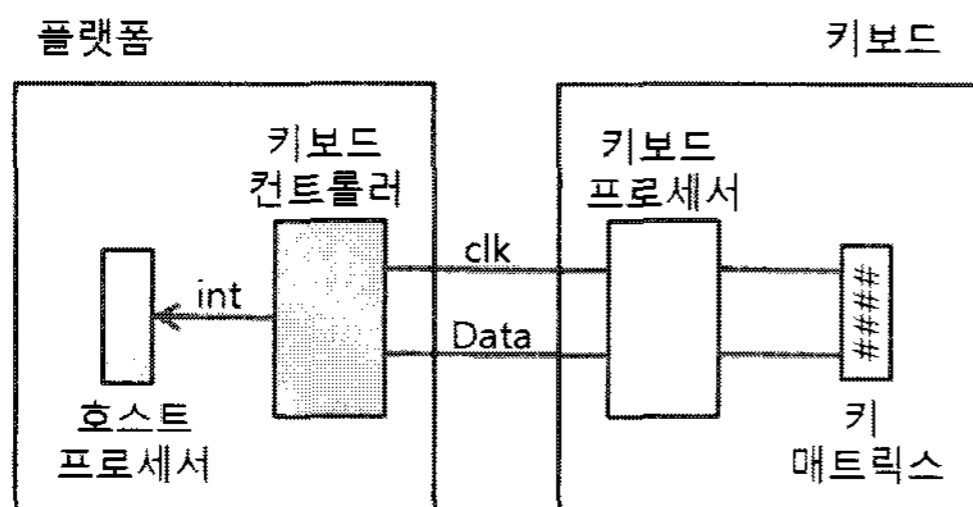 플랫폼
키보드
키보드
컨트롤러
키보드
프로세서
clk
int
Data
####
호스트
프로세서
키
매트릭스